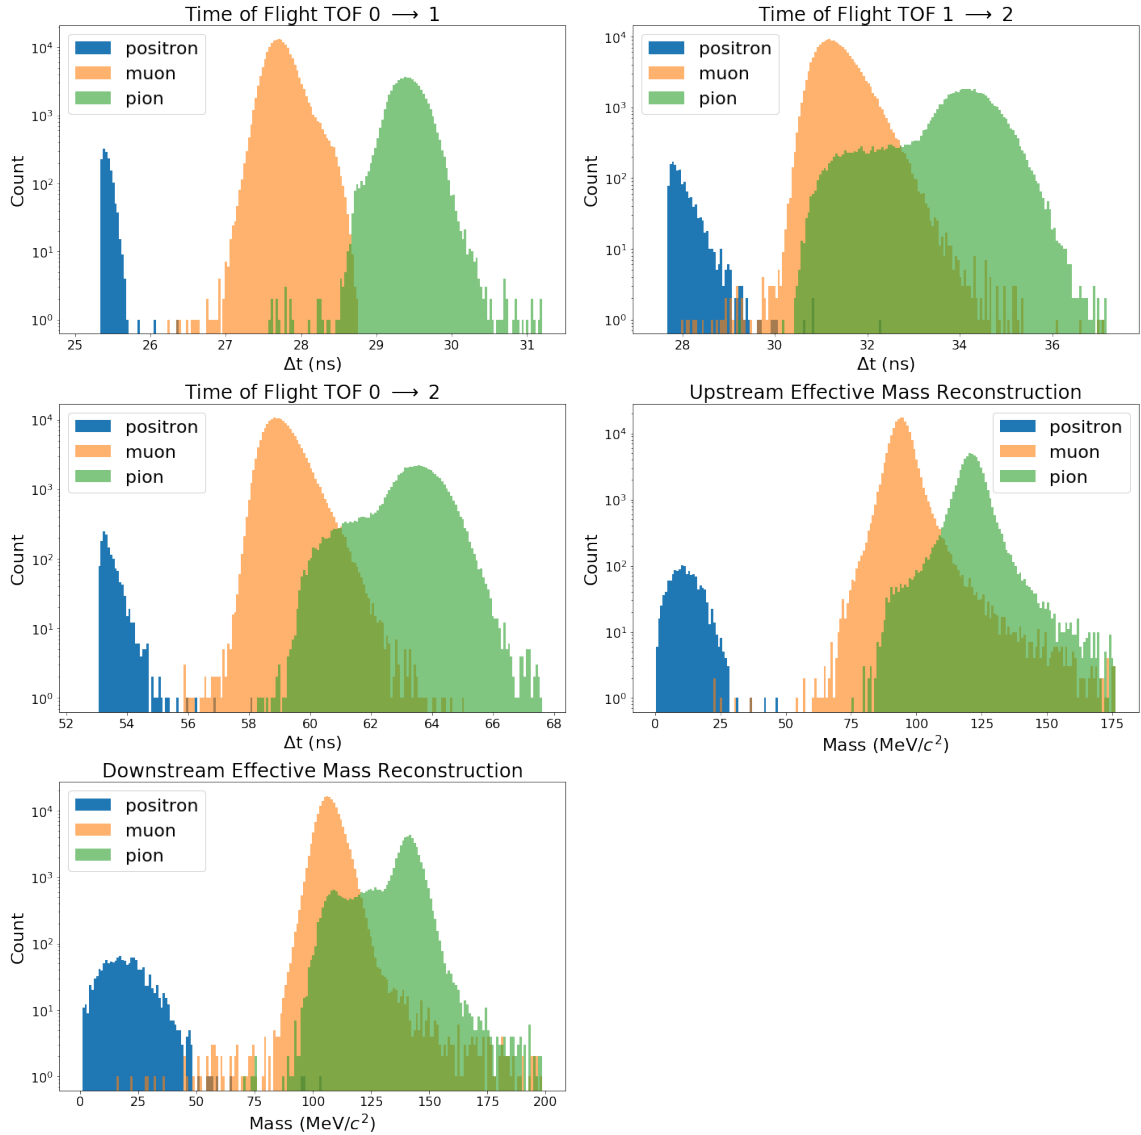 Time of Flight TOF 0 ⟶ 1
10⁴
10³
10²
10¹
10⁰
Count
positron
muon
pion
25 26 27 28 29 30 31
Δt (ns)
Time of Flight TOF 1 ⟶ 2
10⁴
10³
10²
10¹
10⁰
Count
positron
muon
pion
28 30 32 34 36
Δt (ns)
Time of Flight TOF 0 ⟶ 2
10⁴
10³
10²
10¹
10⁰
Count
positron
muon
pion
52 54 56 58 60 62 64 66 68
Δt (ns)
Upstream Effective Mass Reconstruction
10⁴
10³
10²
10¹
10⁰
Count
positron
muon
pion
0 25 50 75 100 125 150 175
Mass (MeV/c²)
Downstream Effective Mass Reconstruction
10⁴
10³
10²
10¹
10⁰
Count
positron
muon
pion
0 25 50 75 100 125 150 175 200
Mass (MeV/c²)